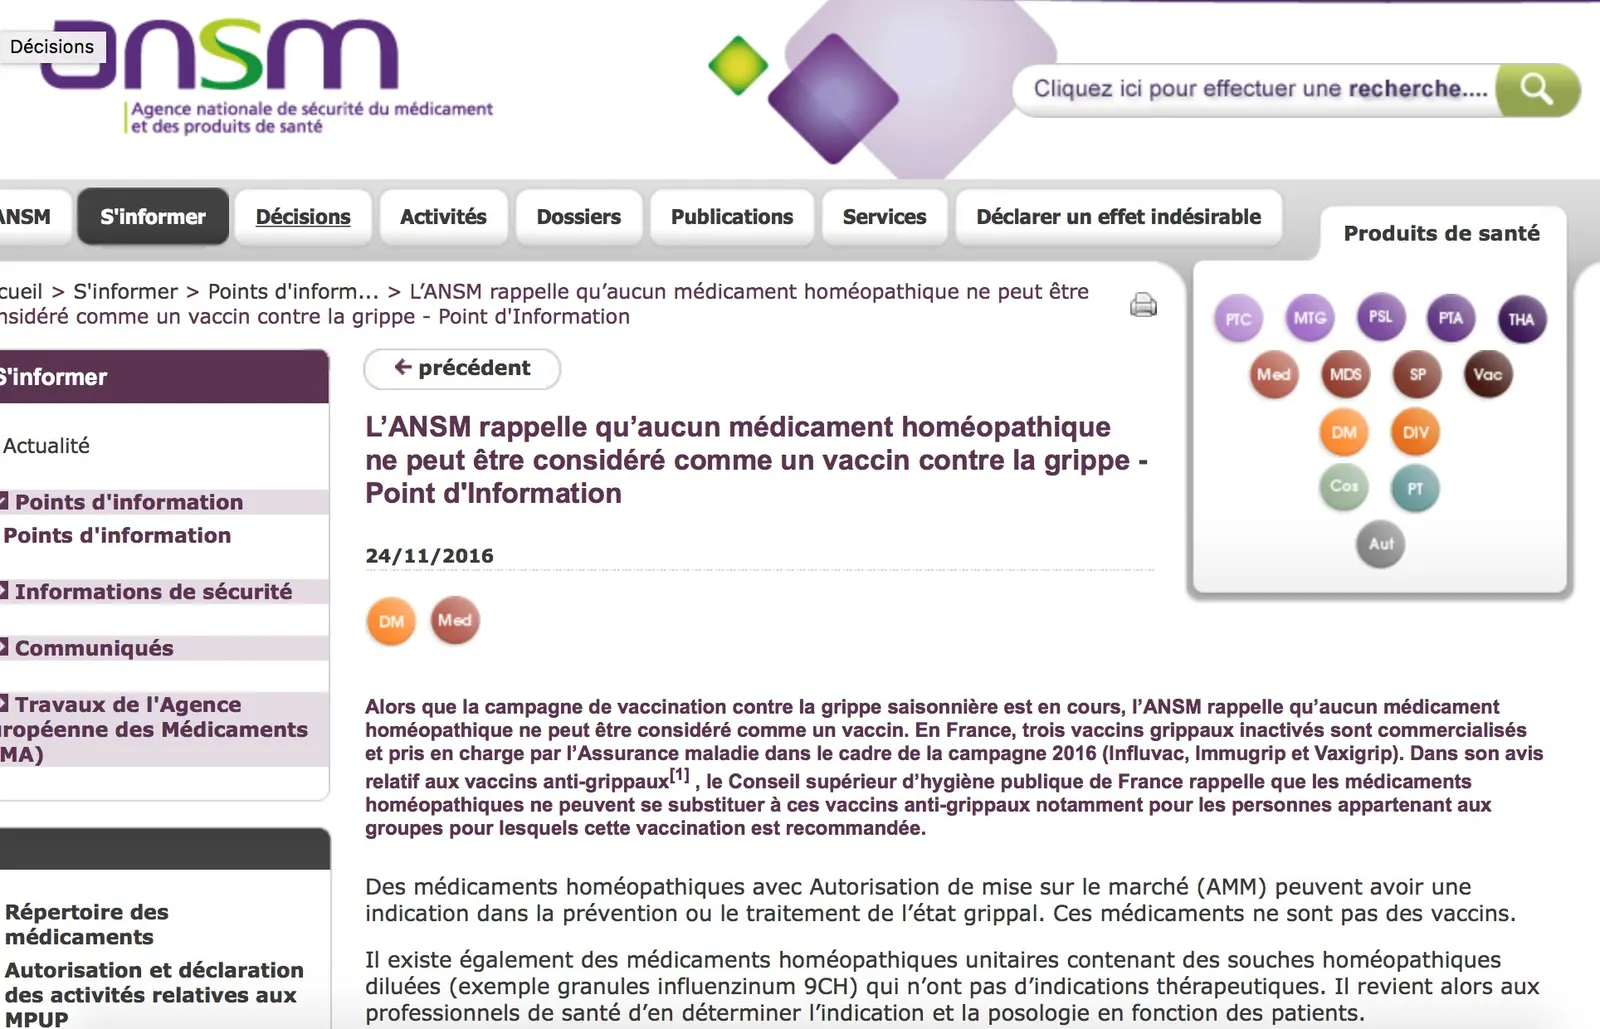 Décisions
ansm
Agence nationale de sécurité du médicament
et des produits de santé
Cliquez ici pour effectuer une recherche....
ANSM
S'informer
Décisions
Activités
Dossiers
Publications
Services
Déclarer un effet indésirable
Produits de santé
cueil > S'informer > Points d'inform... > L’ANSM rappelle qu’aucun médicament homéopathique ne peut être
nsidéré comme un vaccin contre la grippe - Point d'Information
PTC MTG PSL PTA THA
Med MDS SP Vac
DM DIV
Cos PT
Aut
S'informer
Actualité
Points d'information
Points d'information
Informations de sécurité
Communiqués
Travaux de l'Agence
ropéenne des Médicaments
MA)
Répertoire des
médicaments
Autorisation et déclaration
des activités relatives aux
MPUP
← précédent
L’ANSM rappelle qu’aucun médicament homéopathique
ne peut être considéré comme un vaccin contre la grippe -
Point d'Information
24/11/2016
DM Med
Alors que la campagne de vaccination contre la grippe saisonnière est en cours, l’ANSM rappelle qu’aucun médicament
homéopathique ne peut être considéré comme un vaccin. En France, trois vaccins grippaux inactivés sont commercialisés
et pris en charge par l’Assurance maladie dans le cadre de la campagne 2016 (Influvac, Immugrip et Vaxigrip). Dans son avis
relatif aux vaccins anti-grippaux[1] , le Conseil supérieur d’hygiène publique de France rappelle que les médicaments
homéopathiques ne peuvent se substituer à ces vaccins anti-grippaux notamment pour les personnes appartenant aux
groupes pour lesquels cette vaccination est recommandée.
Des médicaments homéopathiques avec Autorisation de mise sur le marché (AMM) peuvent avoir une
indication dans la prévention ou le traitement de l’état grippal. Ces médicaments ne sont pas des vaccins.
Il existe également des médicaments homéopathiques unitaires contenant des souches homéopathiques
diluées (exemple granules influenzinum 9CH) qui n’ont pas d’indications thérapeutiques. Il revient alors aux
professionnels de santé d’en déterminer l’indication et la posologie en fonction des patients.